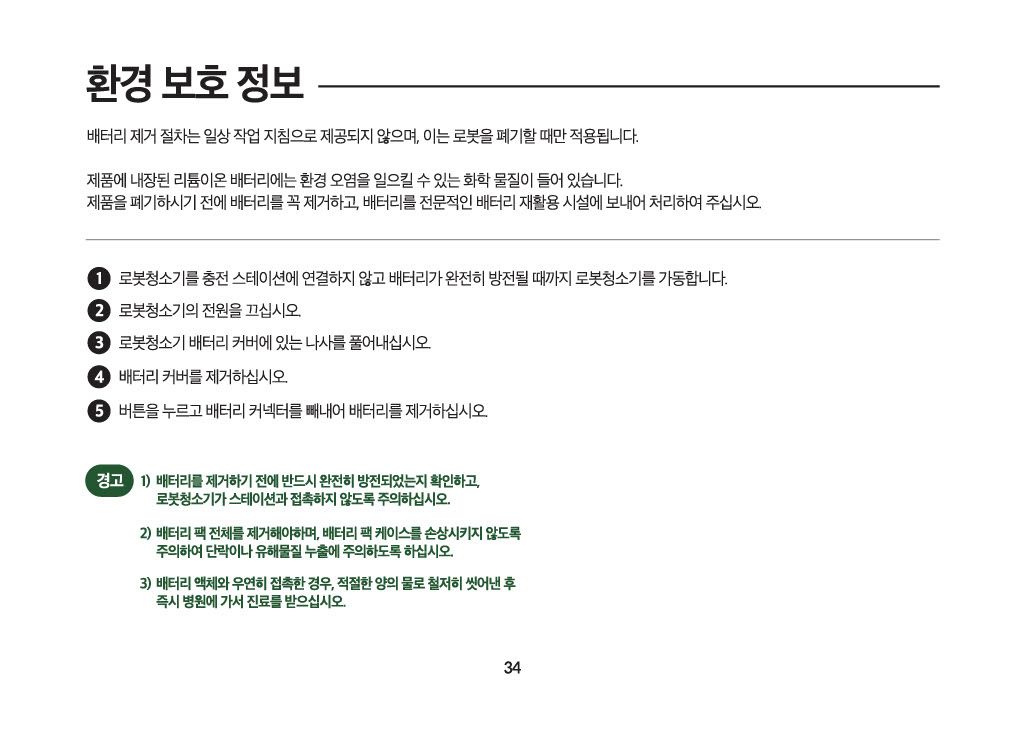 환경 보호 정보
배터리 제거 절차는 일상 작업 지침으로 제공되지 않으며, 이는 로봇을 폐기할 때만 적용됩니다.
제품에 내장된 리튬이온 배터리에는 환경 오염을 일으킬 수 있는 화학 물질이 들어 있습니다.
제품을 폐기하시기 전에 배터리를 꼭 제거하고, 배터리를 전문적인 배터리 재활용 시설에 보내어 처리하여 주십시오.
1 로봇청소기를 충전 스테이션에 연결하지 않고 배터리가 완전히 방전될 때까지 로봇청소기를 가동합니다.
2 로봇청소기의 전원을 끄십시오.
3 로봇청소기 배터리 커버에 있는 나사를 풀어내십시오.
4 배터리 커버를 제거하십시오.
5 버튼을 누르고 배터리 커넥터를 빼내어 배터리를 제거하십시오.
경고 1) 배터리를 제거하기 전에 반드시 완전히 방전되었는지 확인하고,
로봇청소기가 스테이션과 접촉하지 않도록 주의하십시오.
2) 배터리 팩 전체를 제거해야하며, 배터리 팩 케이스를 손상시키지 않도록
주의하여 단락이나 유해물질 누출에 주의하도록 하십시오.
3) 배터리 액체와 우연히 접촉한 경우, 적절한 양의 물로 철저히 씻어낸 후
즉시 병원에 가서 진료를 받으십시오.
34